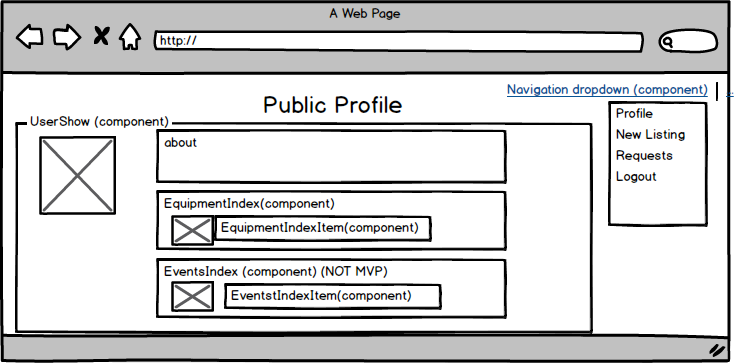 A Web Page
http://
Navigation dropdown (component)
Public Profile
Profile
New Listing
Requests
Logout
UserShow (component)
about
EquipmentIndex(component)
EquipmentIndexItem(component)
EventsIndex (component) (NOT MVP)
EventstIndexItem(component)